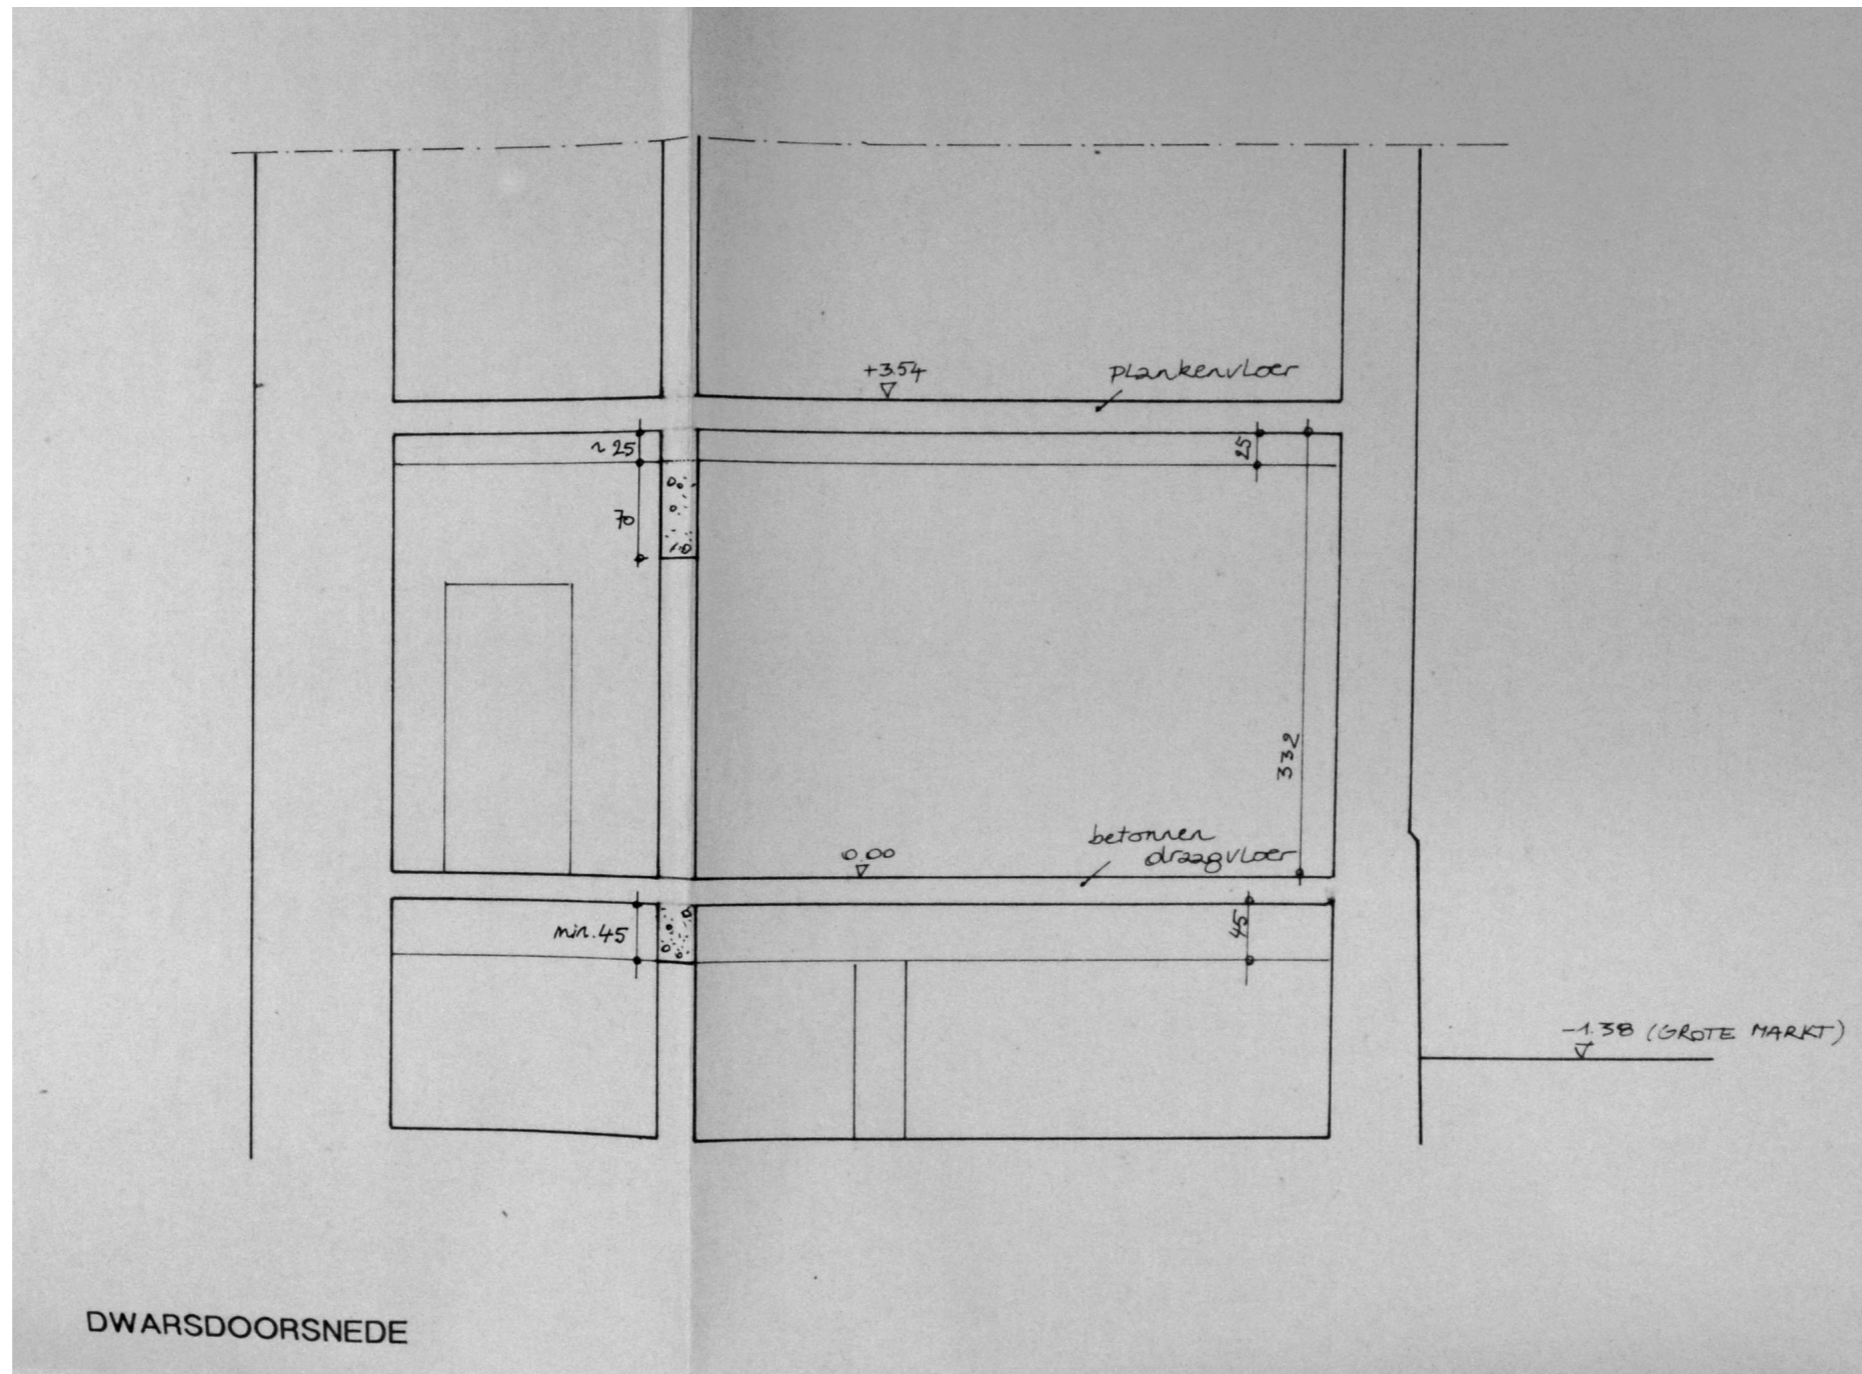 +3.54
plankenvloer
~ 25
25
70
332
betonnen
draagvloer
0.00
min. 45
45
-1.38 (GROTE MARKT)
DWARSDOORSNEDE